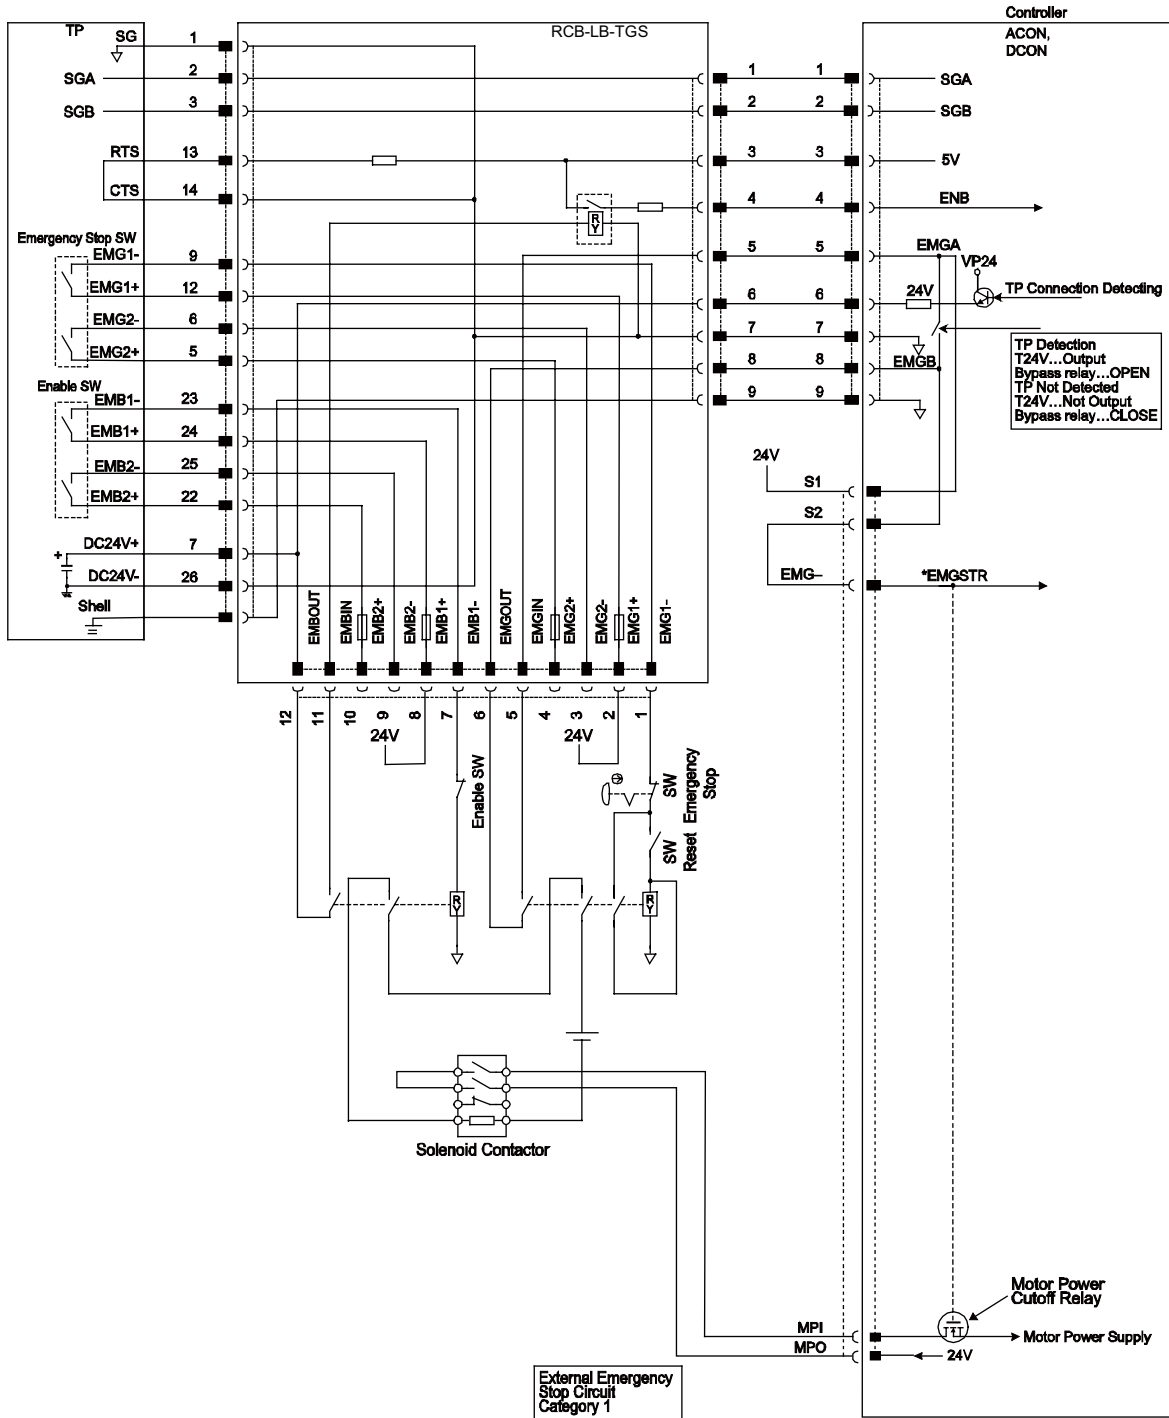 Controller
TP
RCB-LB-TGS
ACON,
DCON
SG 1
SGA 2 1 1 SGA
SGB 3 2 2 SGB
RTS 13 3 3 5V
CTS 14 4 4 ENB
RY
Emergency Stop SW
EMG1- 9 5 5 EMGA
VP24
EMG1+ 12 6 6 24V TP Connection Detecting
EMG2- 6 7 7
EMG2+ 5 8 8 EMGB
TP Detection
T24V...Output
Bypass relay...OPEN
TP Not Detected
T24V...Not Output
Bypass relay...CLOSE
Enable SW
EMB1- 23 9 9
EMB1+ 24
EMB2- 25
EMB2+ 22
24V
S1
S2
DC24V+ 7
+
DC24V- 26
EMG– *EMGSTR
Shell
EMBOUT
EMBIN
EMB2+
EMB2-
EMB1+
EMB1-
EMGOUT
EMGIN
EMG2+
EMG2-
EMG1+
EMG1-
12 11 10 9 8 7 6 5 4 3 2 1
24V 24V
Enable SW
Emergency Stop SW
Reset SW
RY
RY
Solenoid Contactor
Motor Power
Cutoff Relay
MPI Motor Power Supply
MPO 24V
External Emergency
Stop Circuit
Category 1